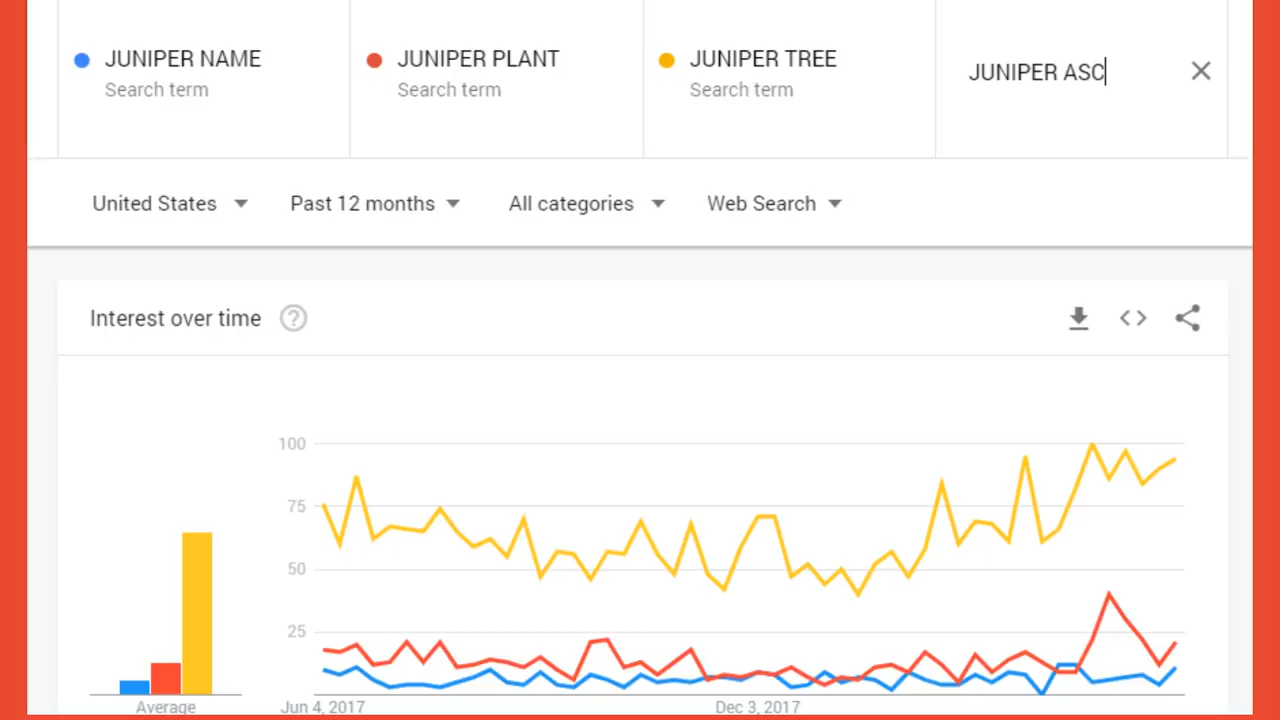 JUNIPER NAME
Search term
JUNIPER PLANT
Search term
JUNIPER TREE
Search term
JUNIPER ASC
United States
Past 12 months
All categories
Web Search
Interest over time
?
100
75
50
25
Average
Jun 4, 2017
Dec 3, 2017